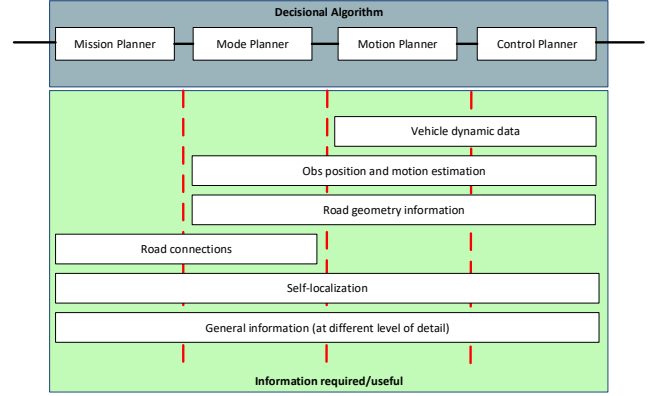 Decisional Algorithm
Mission Planner
Mode Planner
Motion Planner
Control Planner
Vehicle dynamic data
Obs position and motion estimation
Road geometry information
Road connections
Self-localization
General information (at different level of detail)
Information required/useful